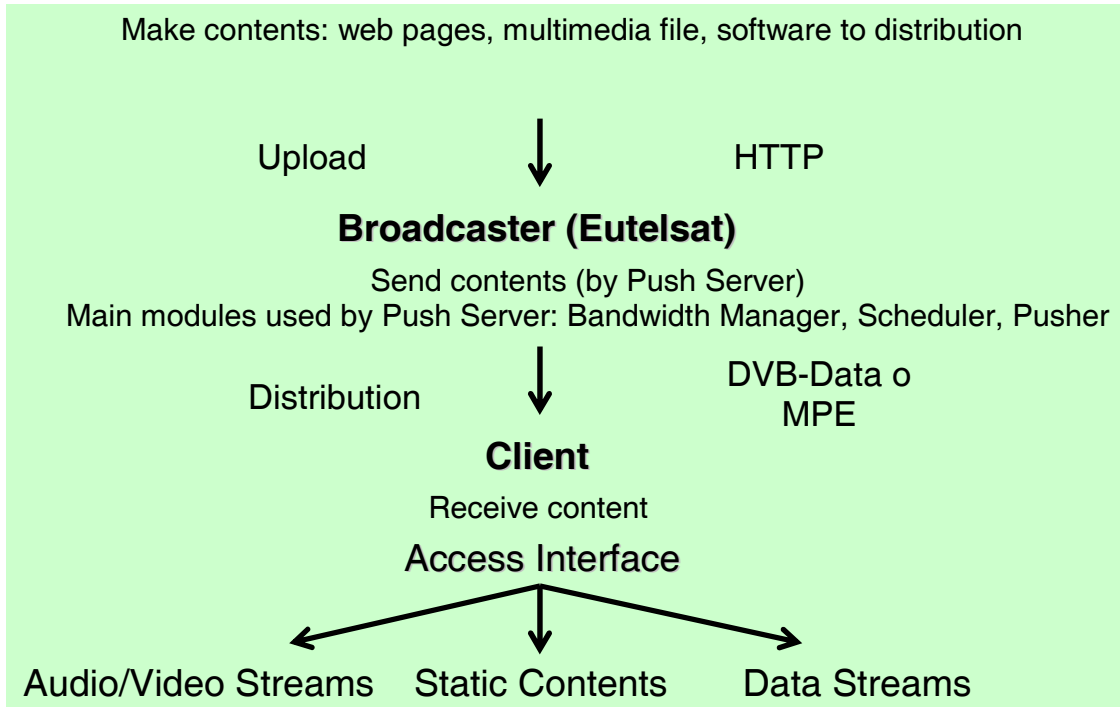 Make contents: web pages, multimedia file, software to distribution
Upload
HTTP
Broadcaster (Eutelsat)
Send contents (by Push Server)
Main modules used by Push Server: Bandwidth Manager, Scheduler, Pusher
Distribution
DVB-Data o
MPE
Client
Receive content
Access Interface
Audio/Video Streams
Static Contents
Data Streams